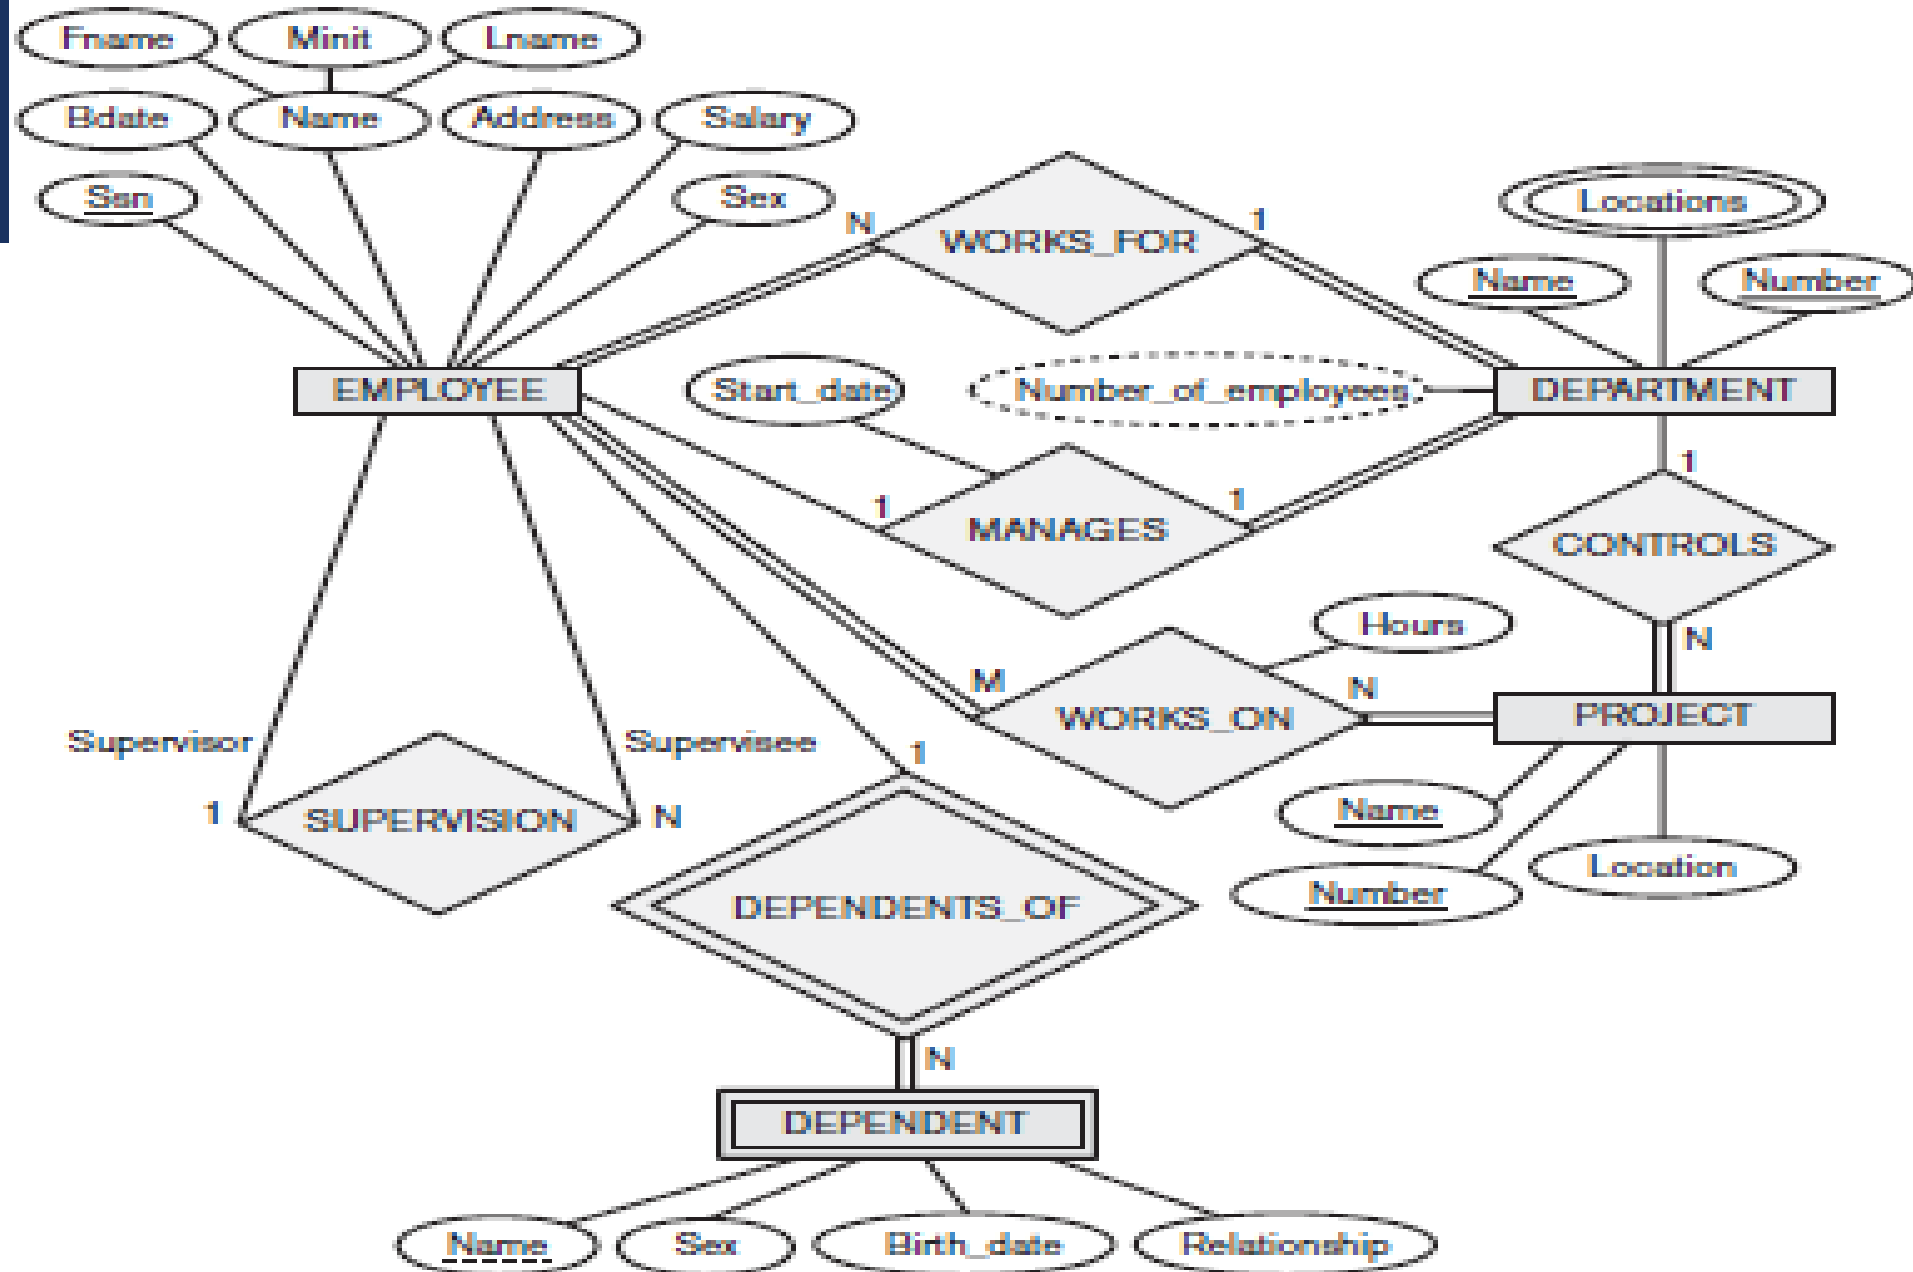 Fname Minit Lname
Bdate Name Address Salary
Ssn Sex
Locations
N WORKS_FOR 1
Name Number
EMPLOYEE Start_date Number_of_employees DEPARTMENT
1 MANAGES 1
1
CONTROLS
Hours
N
M WORKS_ON N
PROJECT
Supervisor Supervisee
1
1 SUPERVISION N
Name
Location
Number
DEPENDENTS_OF
N
DEPENDENT
Name Sex Birth_date Relationship